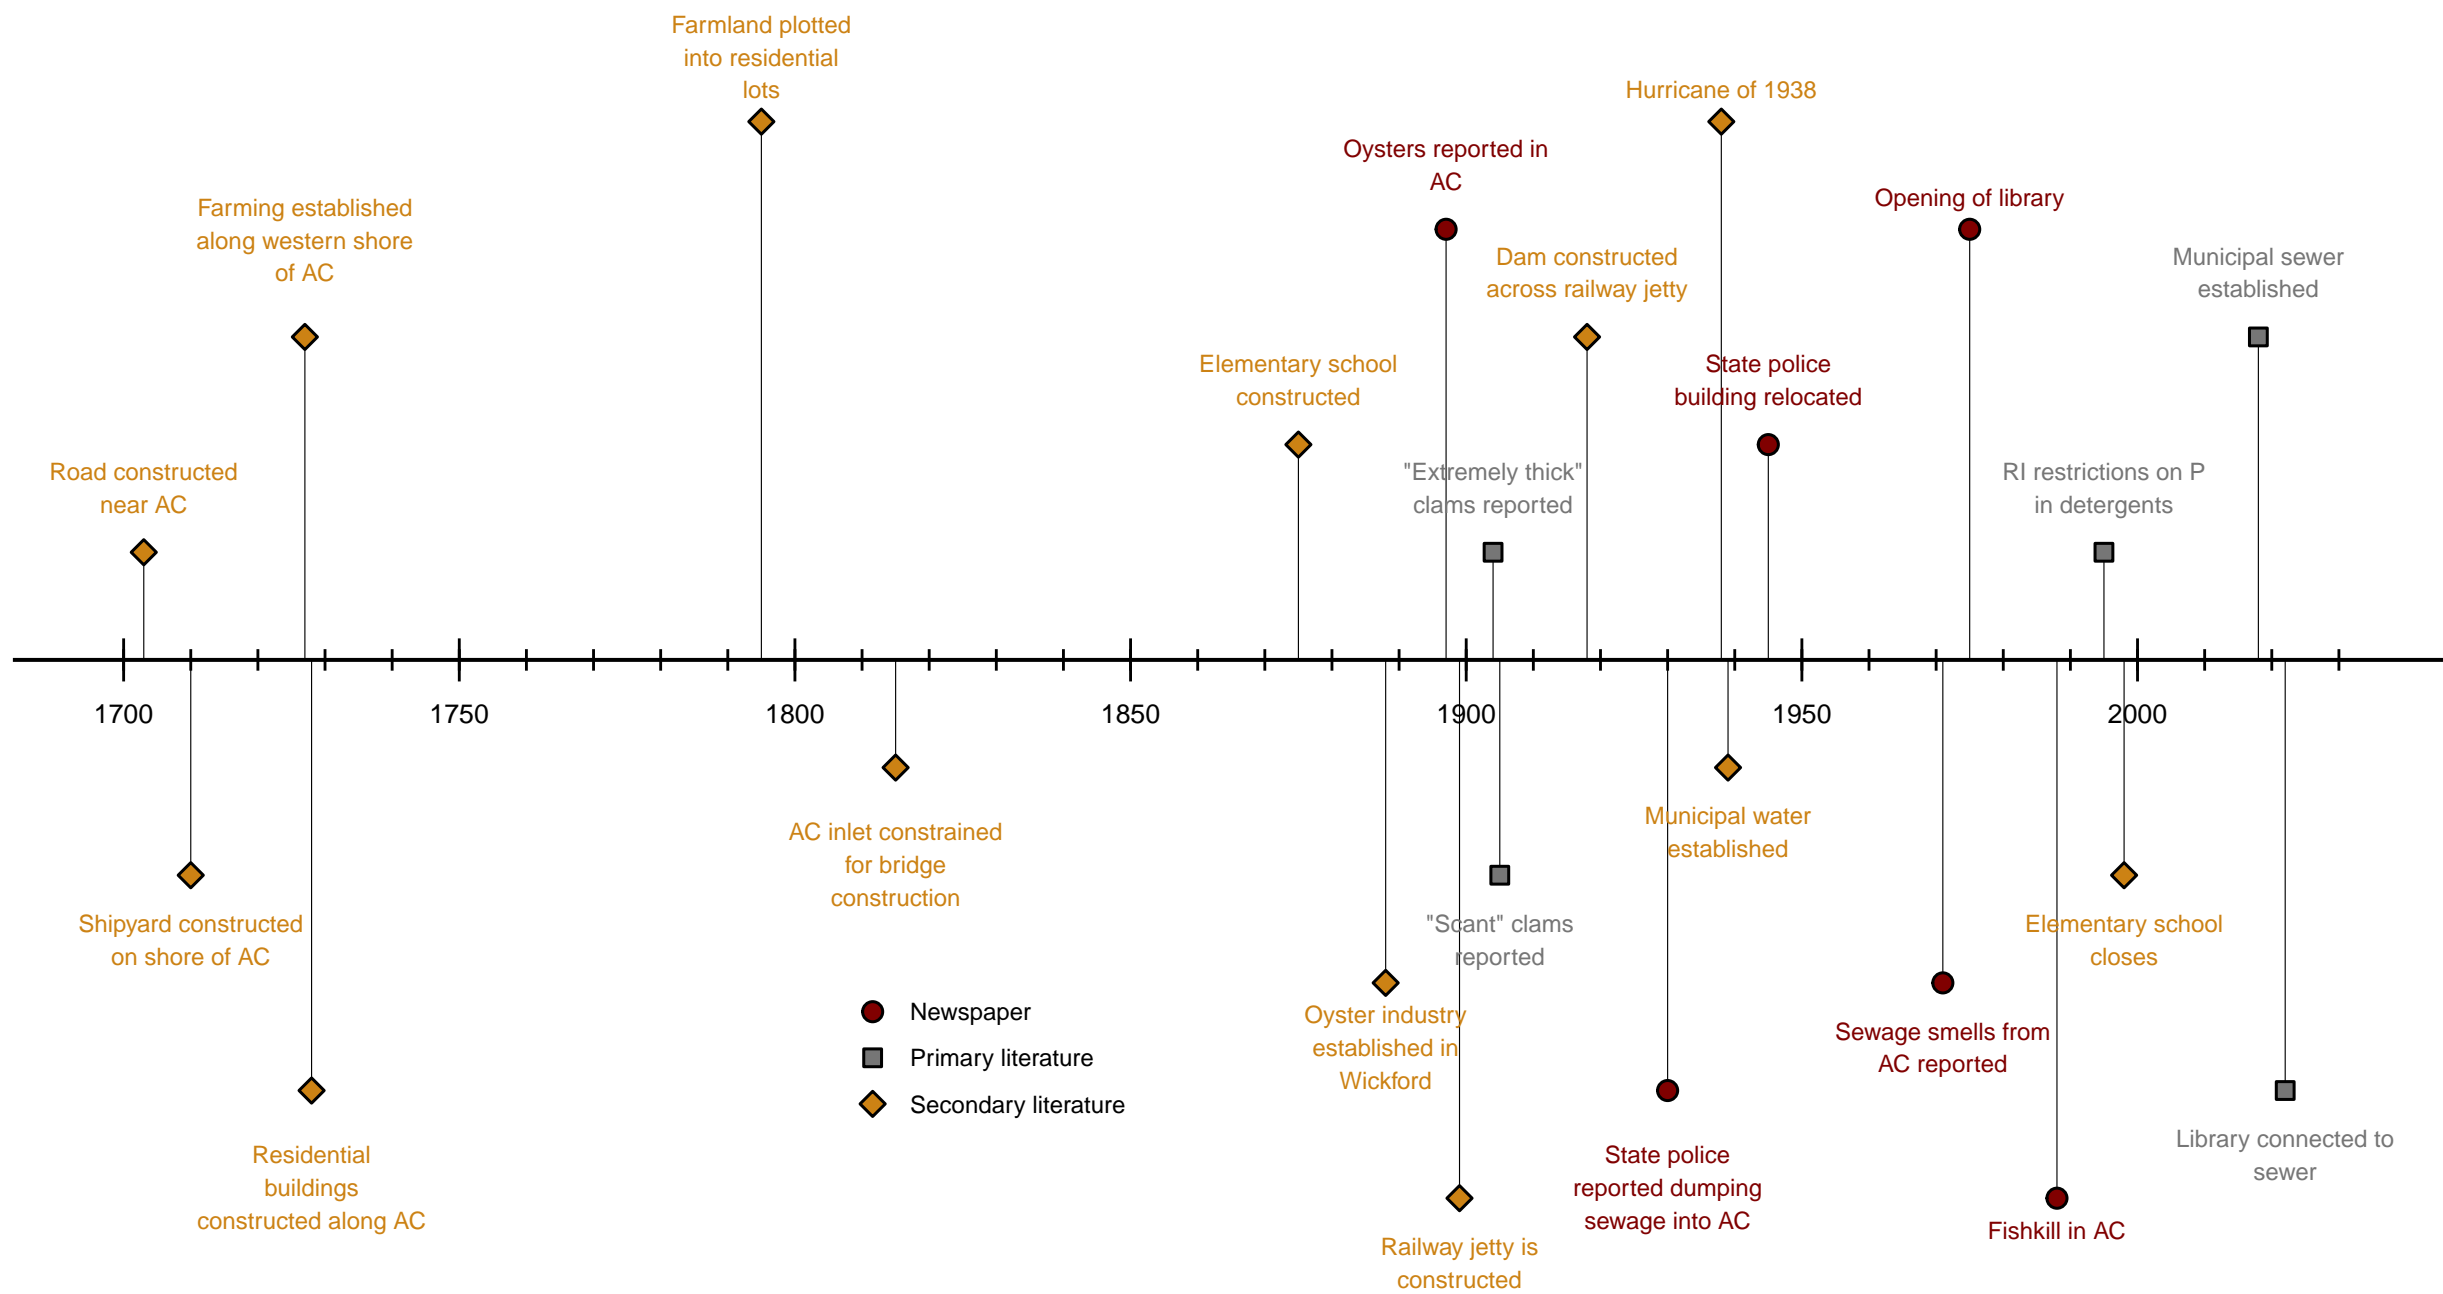 Farmland plotted
into residential
lots
Hurricane of 1938
Oysters reported in
AC
Farming established
along western shore
of AC
Opening of library
Dam constructed
across railway jetty
Municipal sewer
established
Elementary school
constructed
State police
building relocated
Road constructed
near AC
"Extremely thick"
clams reported
RI restrictions on P
in detergents
1700
1750
1800
1850
1900
1950
2000
AC inlet constrained
for bridge
construction
Municipal water
established
Shipyard constructed
on shore of AC
"Scant" clams
reported
Elementary school
closes
Oyster industry
established in
Wickford
Sewage smells from
AC reported
Newspaper
Primary literature
Secondary literature
Residential
buildings
constructed along AC
State police
reported dumping
sewage into AC
Library connected to
sewer
Fishkill in AC
Railway jetty is
constructed